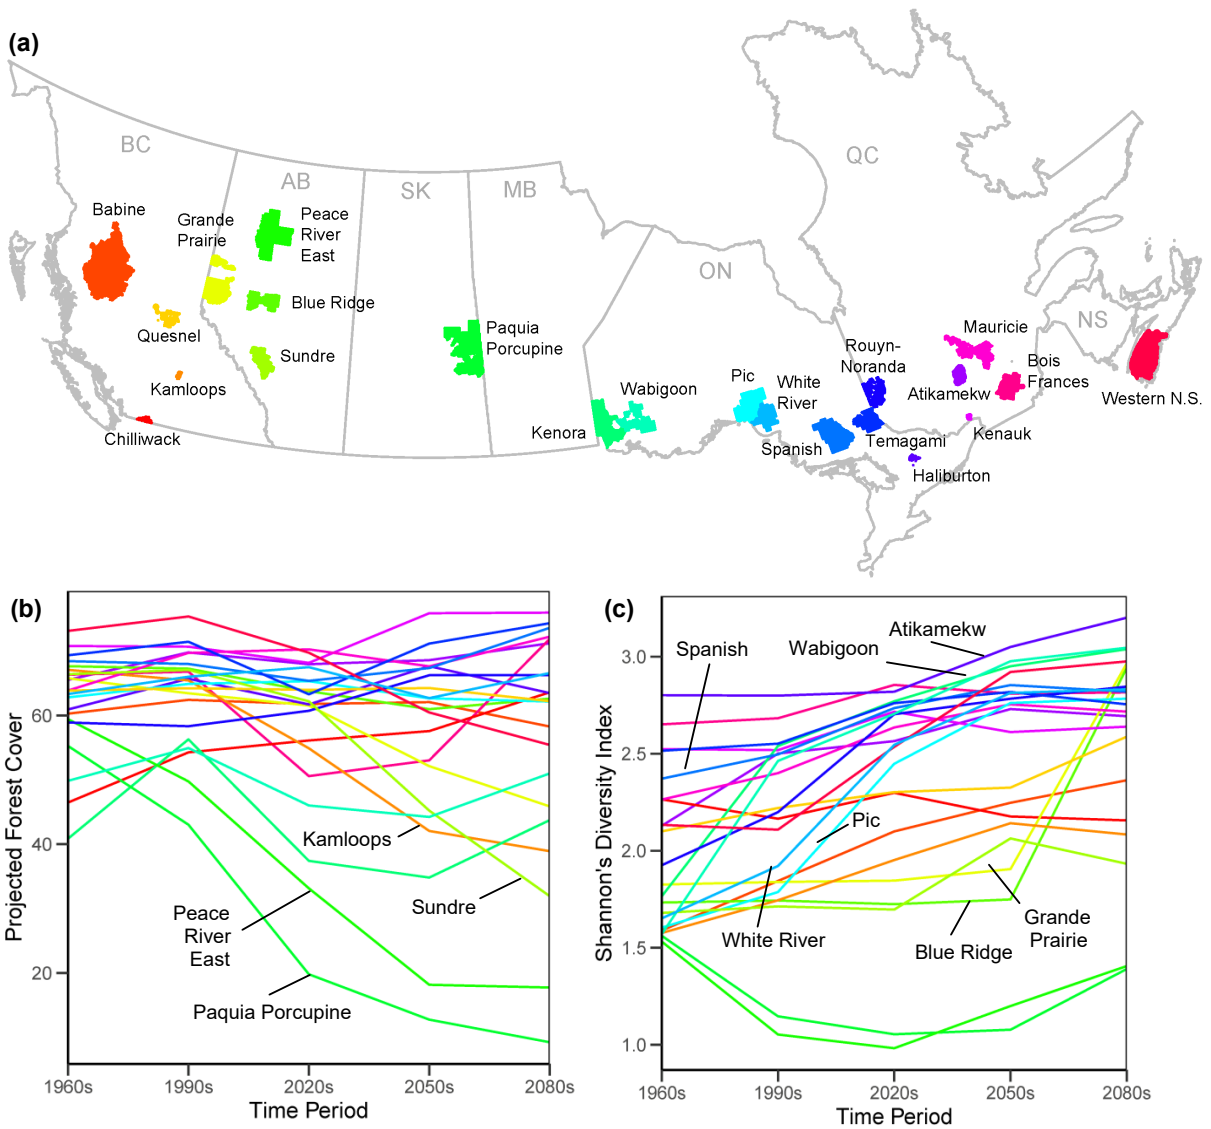 (a)
BC
AB
SK
MB
ON
QC
NS
Babine
Grande
Prairie
Peace
River
East
Blue Ridge
Quesnel
Sundre
Kamloops
Chilliwack
Paquia
Porcupine
Kenora
Wabigoon
Pic
White
River
Spanish
Rouyn-
Noranda
Temagami
Haliburton
Mauricie
Atikamekw
Bois
Frances
Kenauk
Western N.S.
(b)
Projected Forest Cover
60
40
20
Kamloops
Sundre
Peace
River
East
Paquia Porcupine
1960s
1990s
2020s
2050s
2080s
Time Period
(c)
Shannon's Diversity Index
3.0
2.5
2.0
1.5
1.0
Spanish
Wabigoon
Atikamekw
Pic
White River
Blue Ridge
Grande
Prairie
1960s
1990s
2020s
2050s
2080s
Time Period